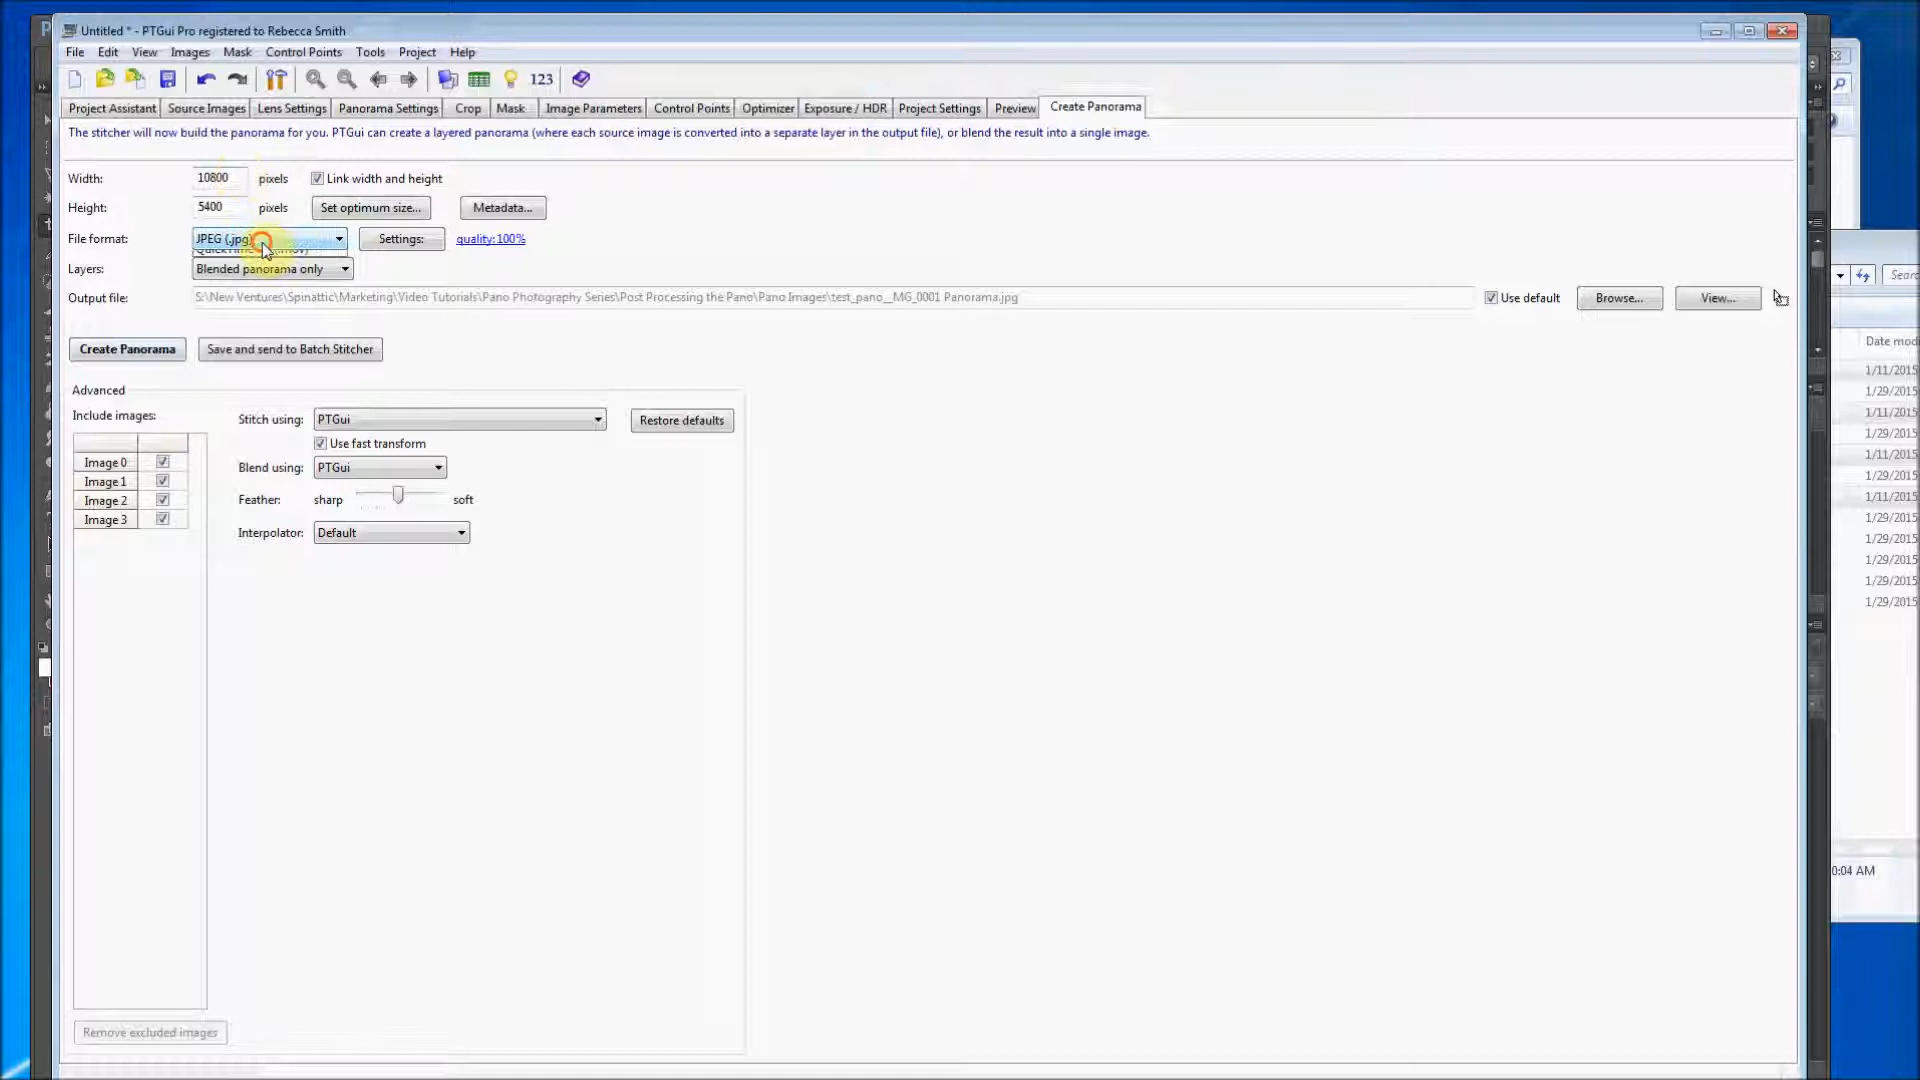 Untitled * - PTGui Pro registered to Rebecca Smith
File Edit View Images Mask Control Points Tools Project Help
123
Project Assistant Source Images Lens Settings Panorama Settings Crop Mask Image Parameters Control Points Optimizer Exposure / HDR Project Settings Preview Create Panorama
The stitcher will now build the panorama for you. PTGui can create a layered panorama (where each source image is converted into a separate layer in the output file), or blend the result into a single image.
Width: 10800 pixels Link width and height
Height: 5400 pixels Set optimum size... Metadata...
File format: JPEG (.jpg) Settings: quality:100%
Layers: Blended panorama only
Output file: S:\New Ventures\Spinattic\Marketing\Video Tutorials\Pano Photography Series\Post Processing the Pano\Pano Images\test_pano__MG_0001 Panorama.jpg Use default Browse... View...
Create Panorama Save and send to Batch Stitcher
Advanced
Include images: Stitch using: PTGui Restore defaults
Use fast transform
Image 0 Blend using: PTGui
Image 1
Image 2 Feather: sharp soft
Image 3
Interpolator: Default
Remove excluded images
Searc
Date modi
1/11/2015
1/29/2015
1/11/2015
1/29/2015
1/11/2015
1/29/2015
1/11/2015
1/29/2015
1/29/2015
1/29/2015
1/29/2015
1/29/2015
0:04 AM